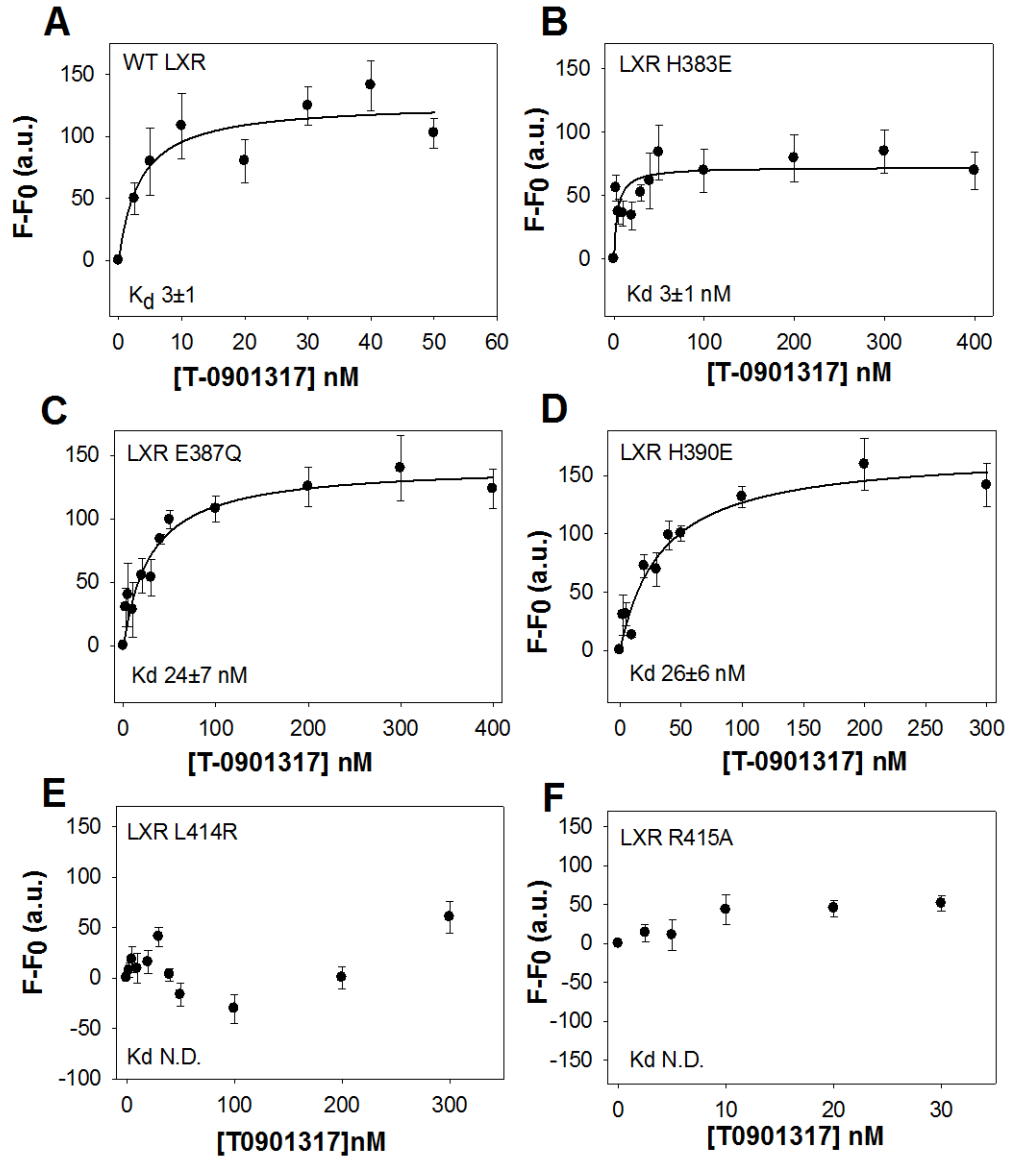 A
WT LXR
150
100
50
0
F-F0 (a.u.)
Kd 3±1
0 10 20 30 40 50 60
[T-0901317] nM
B
LXR H383E
150
100
50
0
F-F0 (a.u.)
Kd 3±1 nM
0 100 200 300 400
[T-0901317] nM
C
LXR E387Q
150
100
50
0
F-F0 (a.u.)
Kd 24±7 nM
0 100 200 300 400
[T-0901317] nM
D
LXR H390E
150
100
50
0
F-F0 (a.u.)
Kd 26±6 nM
0 50 100 150 200 250 300
[T-0901317] nM
E
LXR L414R
150
100
50
0
-50
-100
F-F0 (a.u.)
Kd N.D.
0 100 200 300
[T0901317]nM
F
LXR R415A
150
100
50
0
-50
-100
-150
F-F0 (a.u.)
Kd N.D.
0 10 20 30
[T0901317]nM